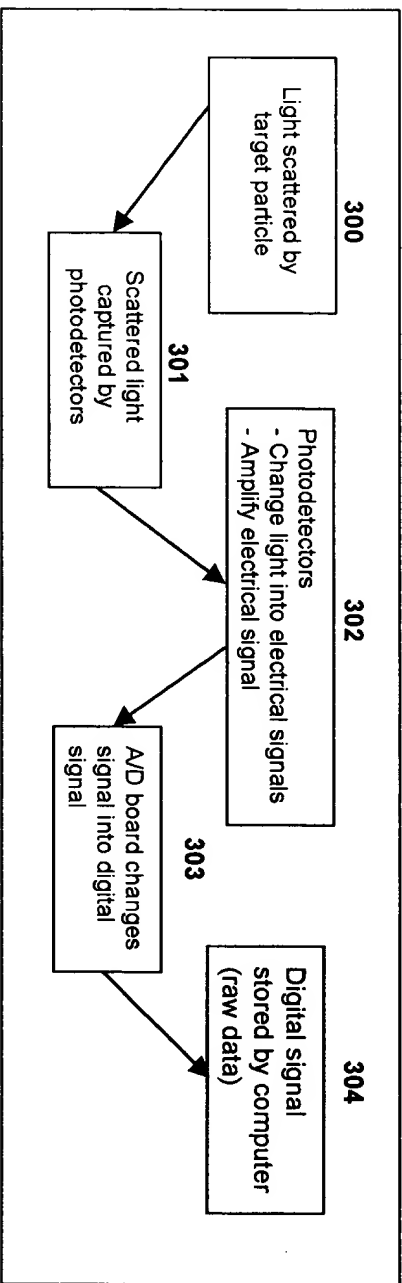 300
Light scattered by
target particle
301
Scattered light
captured by
photodetectors
302
Photodetectors
- Change light into electrical signals
- Amplify electrical signal
303
A/D board changes
signal into digital
signal
304
Digital signal
stored by computer
(raw data)